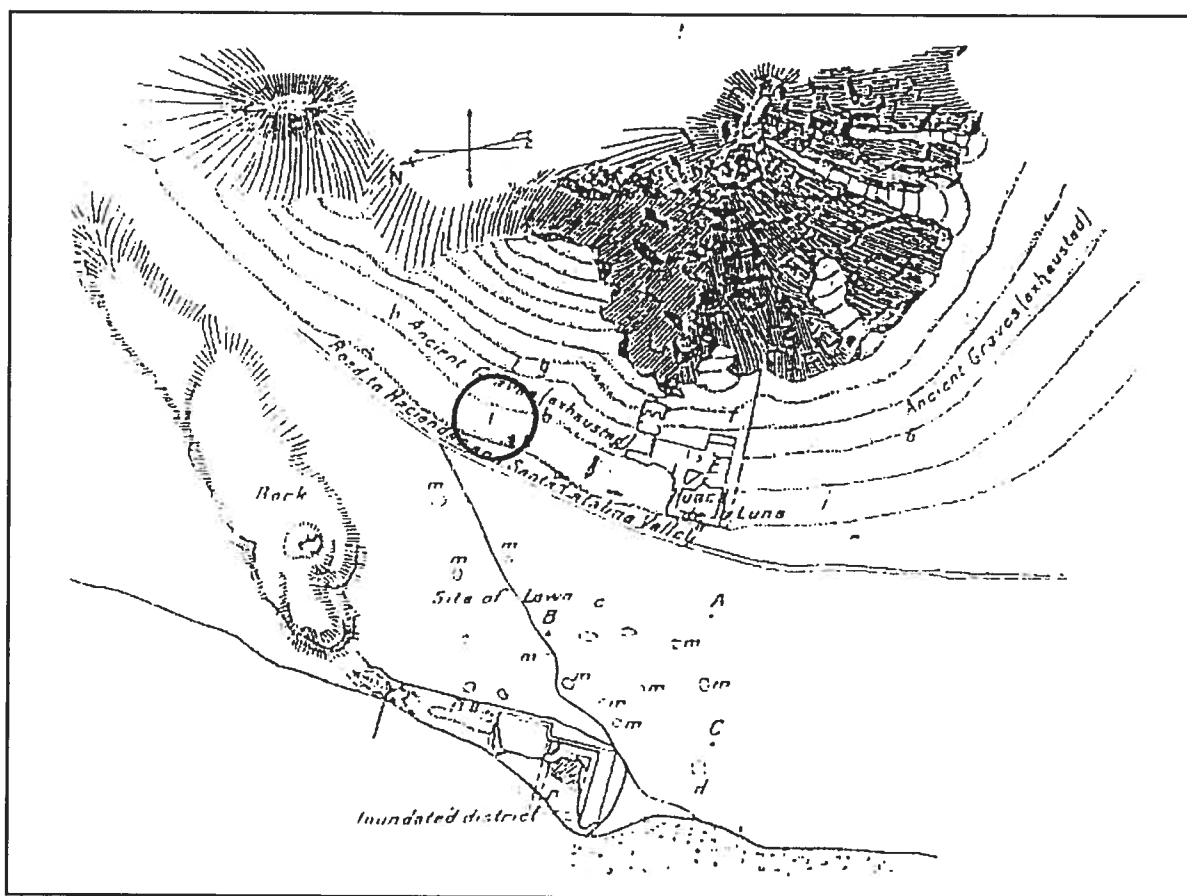 N
h
Ancient Graves (exhausted)
g
b
f
Ancient Graves (exhausted)
b
i
Road to Hacienda and Santa Catalina Valley
Luna
Rock
m
m
m
Site of Town
c
A
B
m
m
m
m
m
m
m
C
d
Inundated district